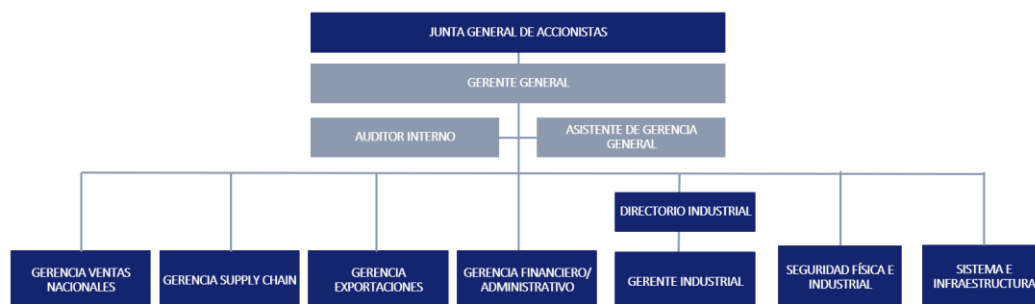 JUNTA GENERAL DE ACCIONISTAS
GERENTE GENERAL
AUDITOR INTERNO
ASISTENTE DE GERENCIA
GENERAL
DIRECTORIO INDUSTRIAL
GERENCIA VENTAS
NACIONALES
GERENCIA SUPPLY CHAIN
GERENCIA
EXPORTACIONES
GERENCIA FINANCIERO/
ADMINISTRATIVO
GERENTE INDUSTRIAL
SEGURIDAD FÍSICA E
INDUSTRIAL
SISTEMA E
INFRAESTRUCTURA